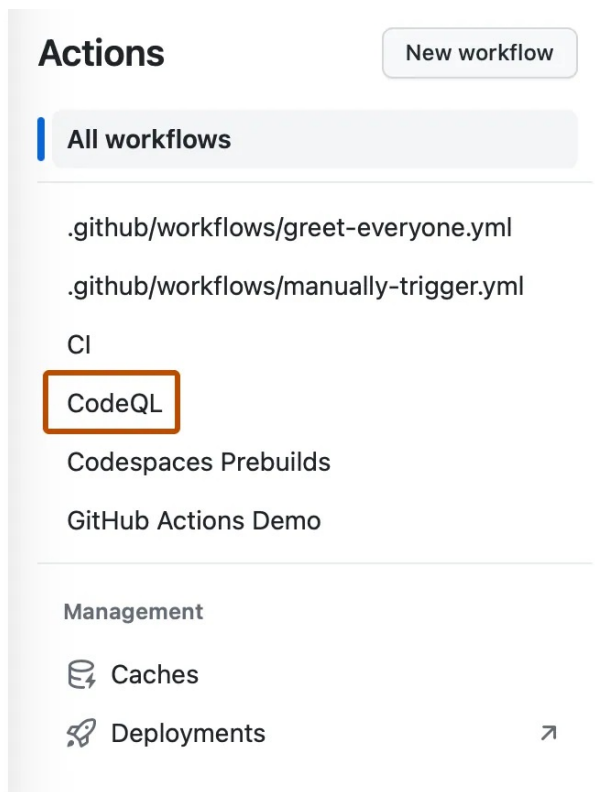 Actions
New workflow
All workflows
.github/workflows/greet-everyone.yml
.github/workflows/manually-trigger.yml
CI
CodeQL
Codespaces Prebuilds
GitHub Actions Demo
Management
Caches
Deployments